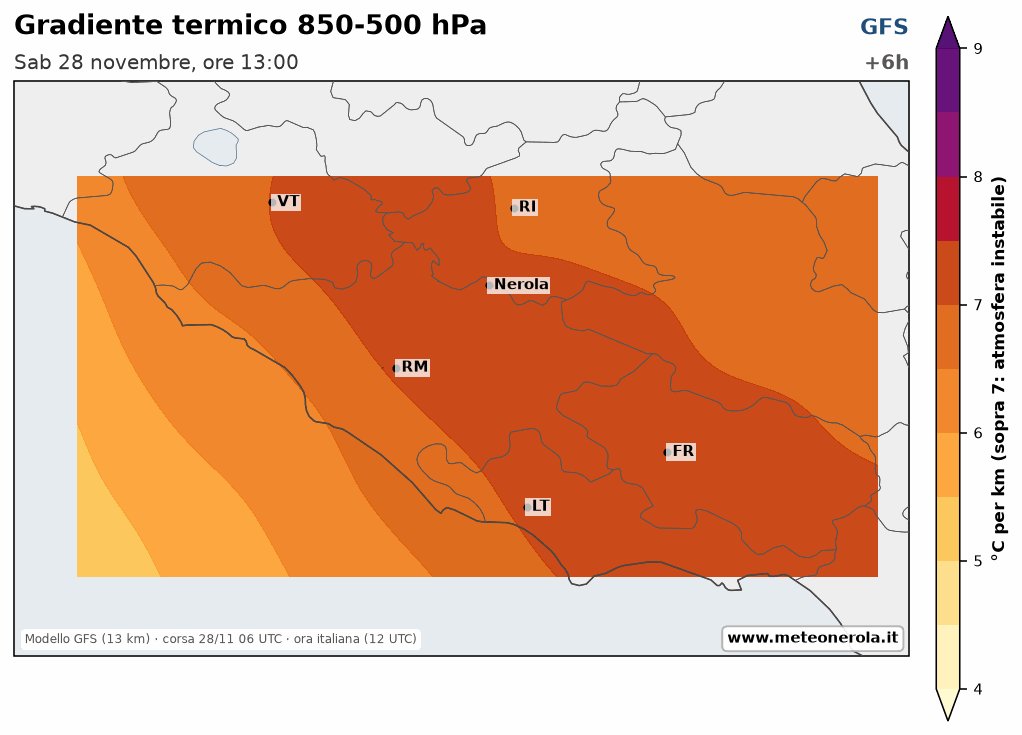 Gradiente termico 850-500 hPa
GFS
Sab 28 novembre, ore 13:00
+6h
VT
RI
Nerola
RM
FR
LT
Modello GFS (13 km) · corsa 28/11 06 UTC · ora italiana (12 UTC)
www.meteonerola.it
9
8
7
6
5
4
°C per km (sopra 7: atmosfera instabile)